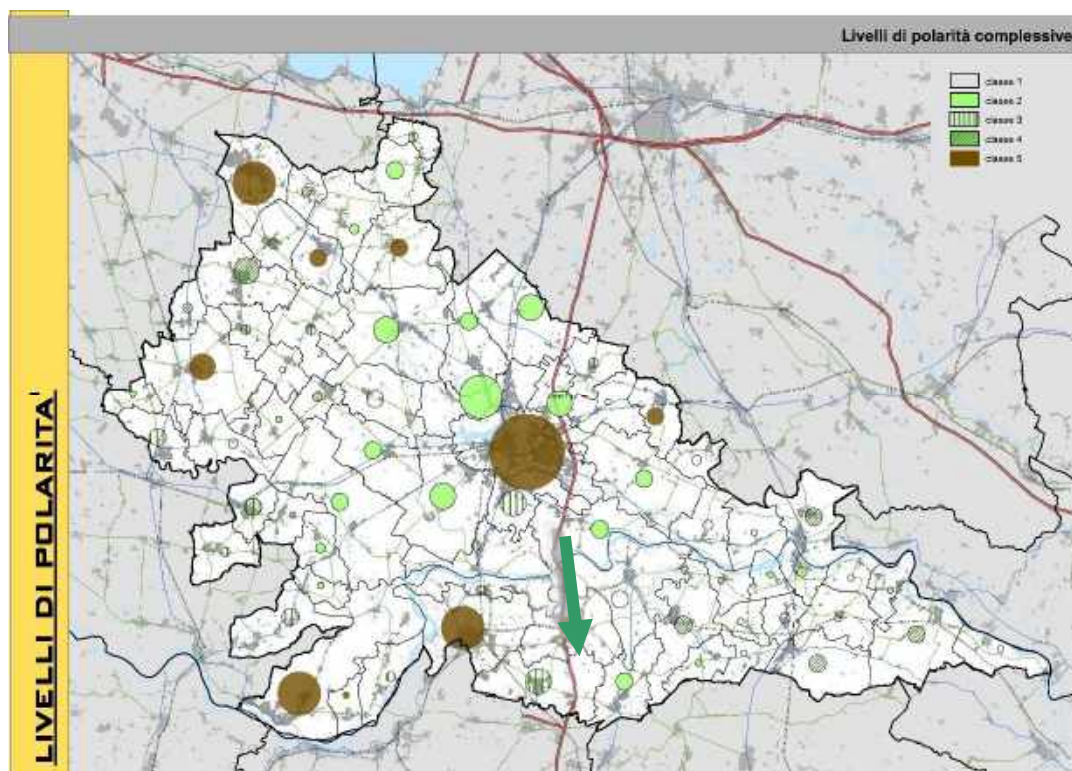 Livelli di polarità complessive
classe 1
classe 2
classe 3
classe 4
classe 5
LIVELLI DI POLARITA'